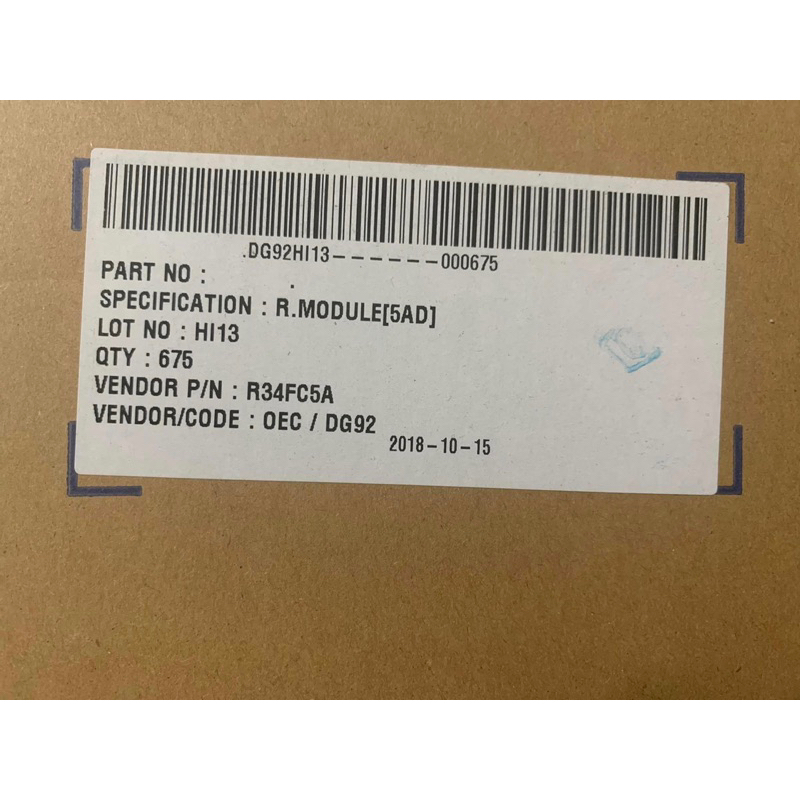 .DG92HI13------000675
PART NO : .
SPECIFICATION : R.MODULE[5AD]
LOT NO : HI13
QTY : 675
VENDOR P/N : R34FC5A
VENDOR/CODE : OEC / DG92
2018-10-15